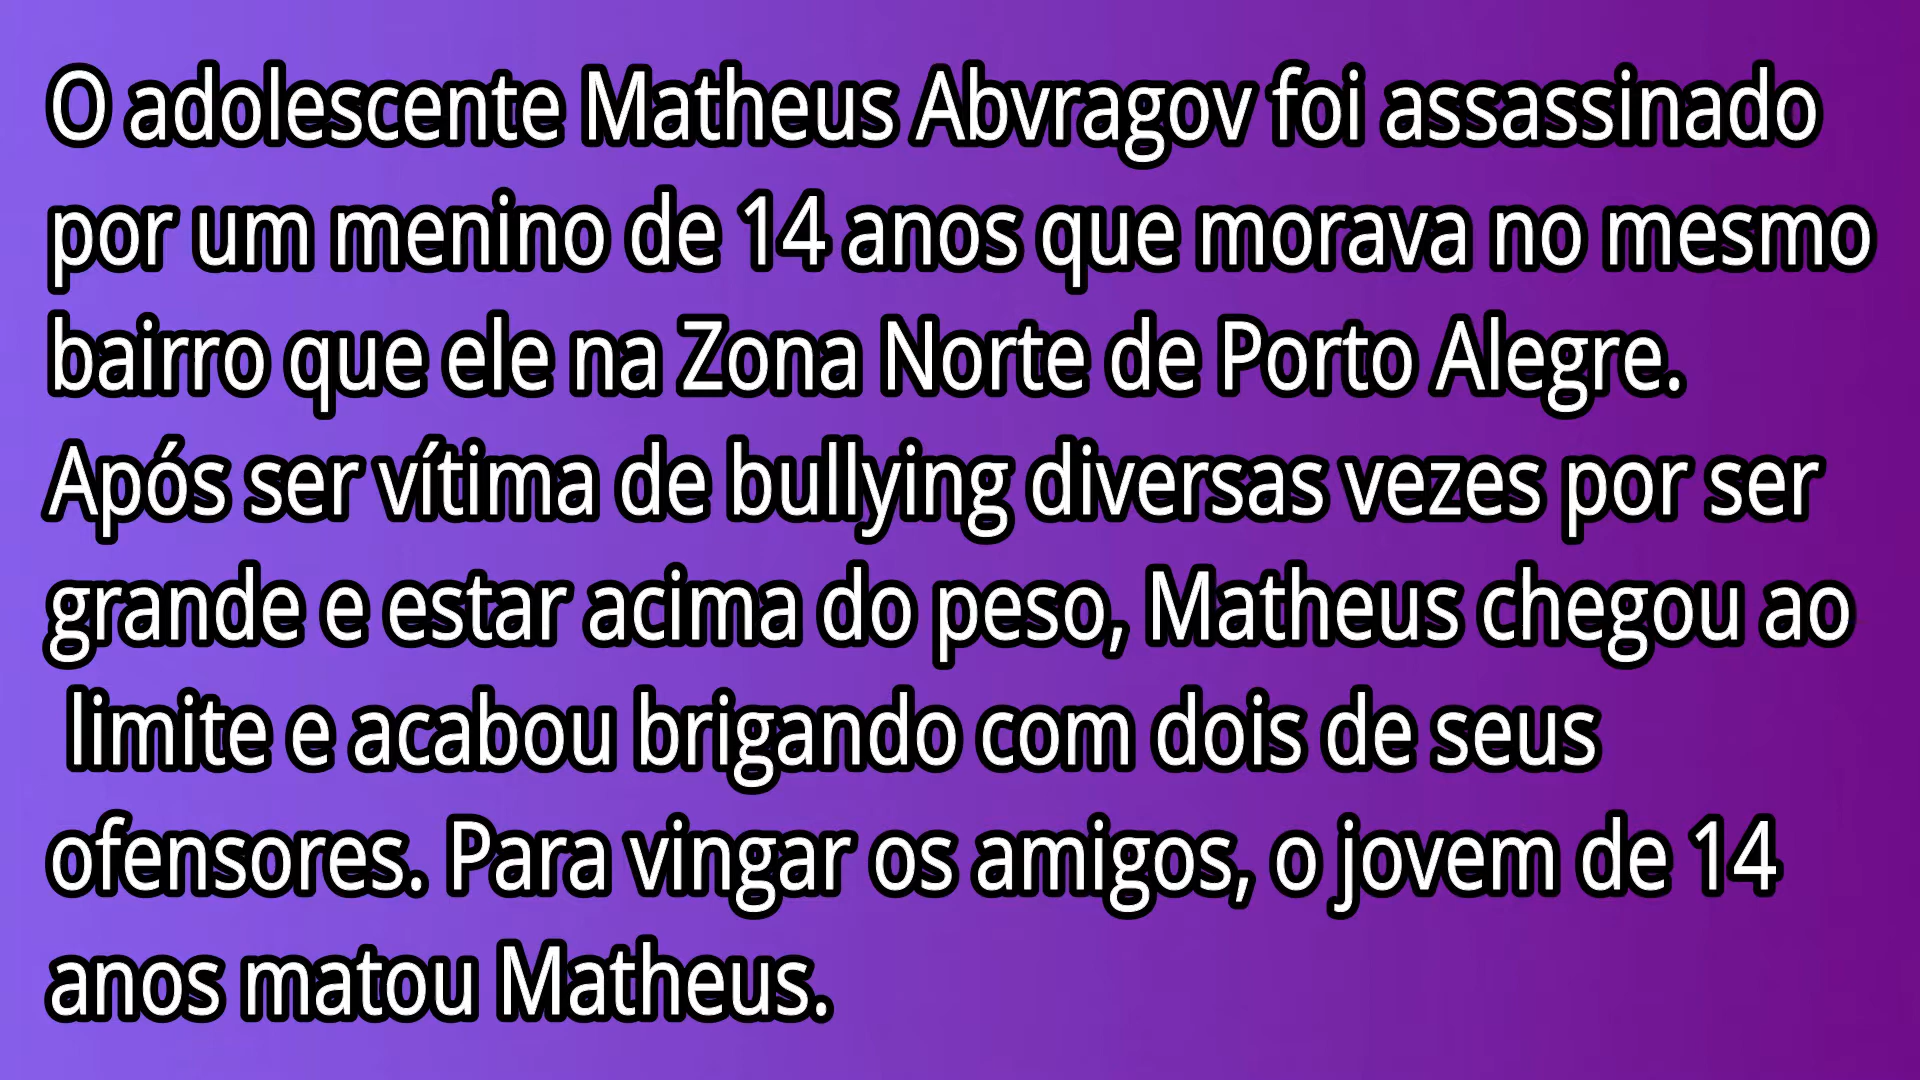 O adolescente Matheus Abvragov foi assassinado
por um menino de 14 anos que morava no mesmo
bairro que ele na Zona Norte de Porto Alegre.
Após ser vítima de bullying diversas vezes por ser
grande e estar acima do peso, Matheus chegou ao
limite e acabou brigando com dois de seus
ofensores. Para vingar os amigos, o jovem de 14
anos matou Matheus.